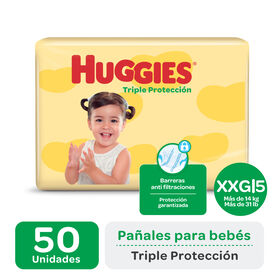 HUGGIES
Triple Protección
Barreras
anti filtraciones
Protección
garantizada
XXG|5
Más de 14 kg
Más de 31 lb
50
Unidades
Pañales para bebés
Triple Protección